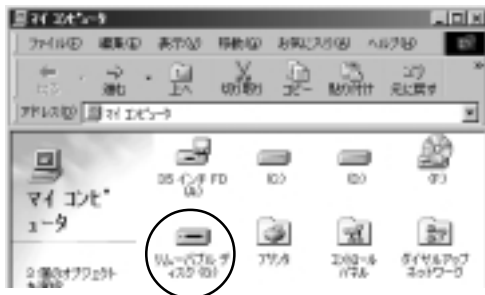 マイ コンピュータ
ファイル(F) 編集(E) 表示(V) 移動(G) お気に入り(A) ヘルプ(H)
進む 上へ 切り取り コピー 貼り付け 元に戻す
アドレス(D) マイ コンピュータ
3.5 インチ FD (A:) (C:) (D:) (F:)
マイ コンピュータ
リムーバブル ディスク (G:) プリンタ コントロール パネル ダイヤルアップ ネットワーク